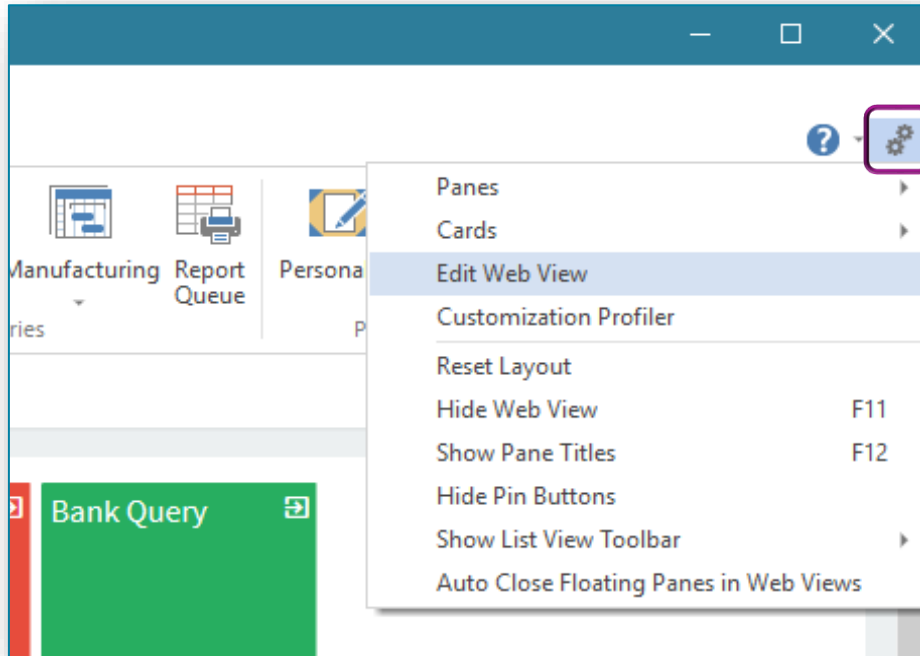 ?
Manufacturing
Report
Queue
Persona
ries
P
Panes
Cards
Edit Web View
Customization Profiler
Reset Layout
Hide Web View F11
Show Pane Titles F12
Hide Pin Buttons
Show List View Toolbar
Auto Close Floating Panes in Web Views
Bank Query